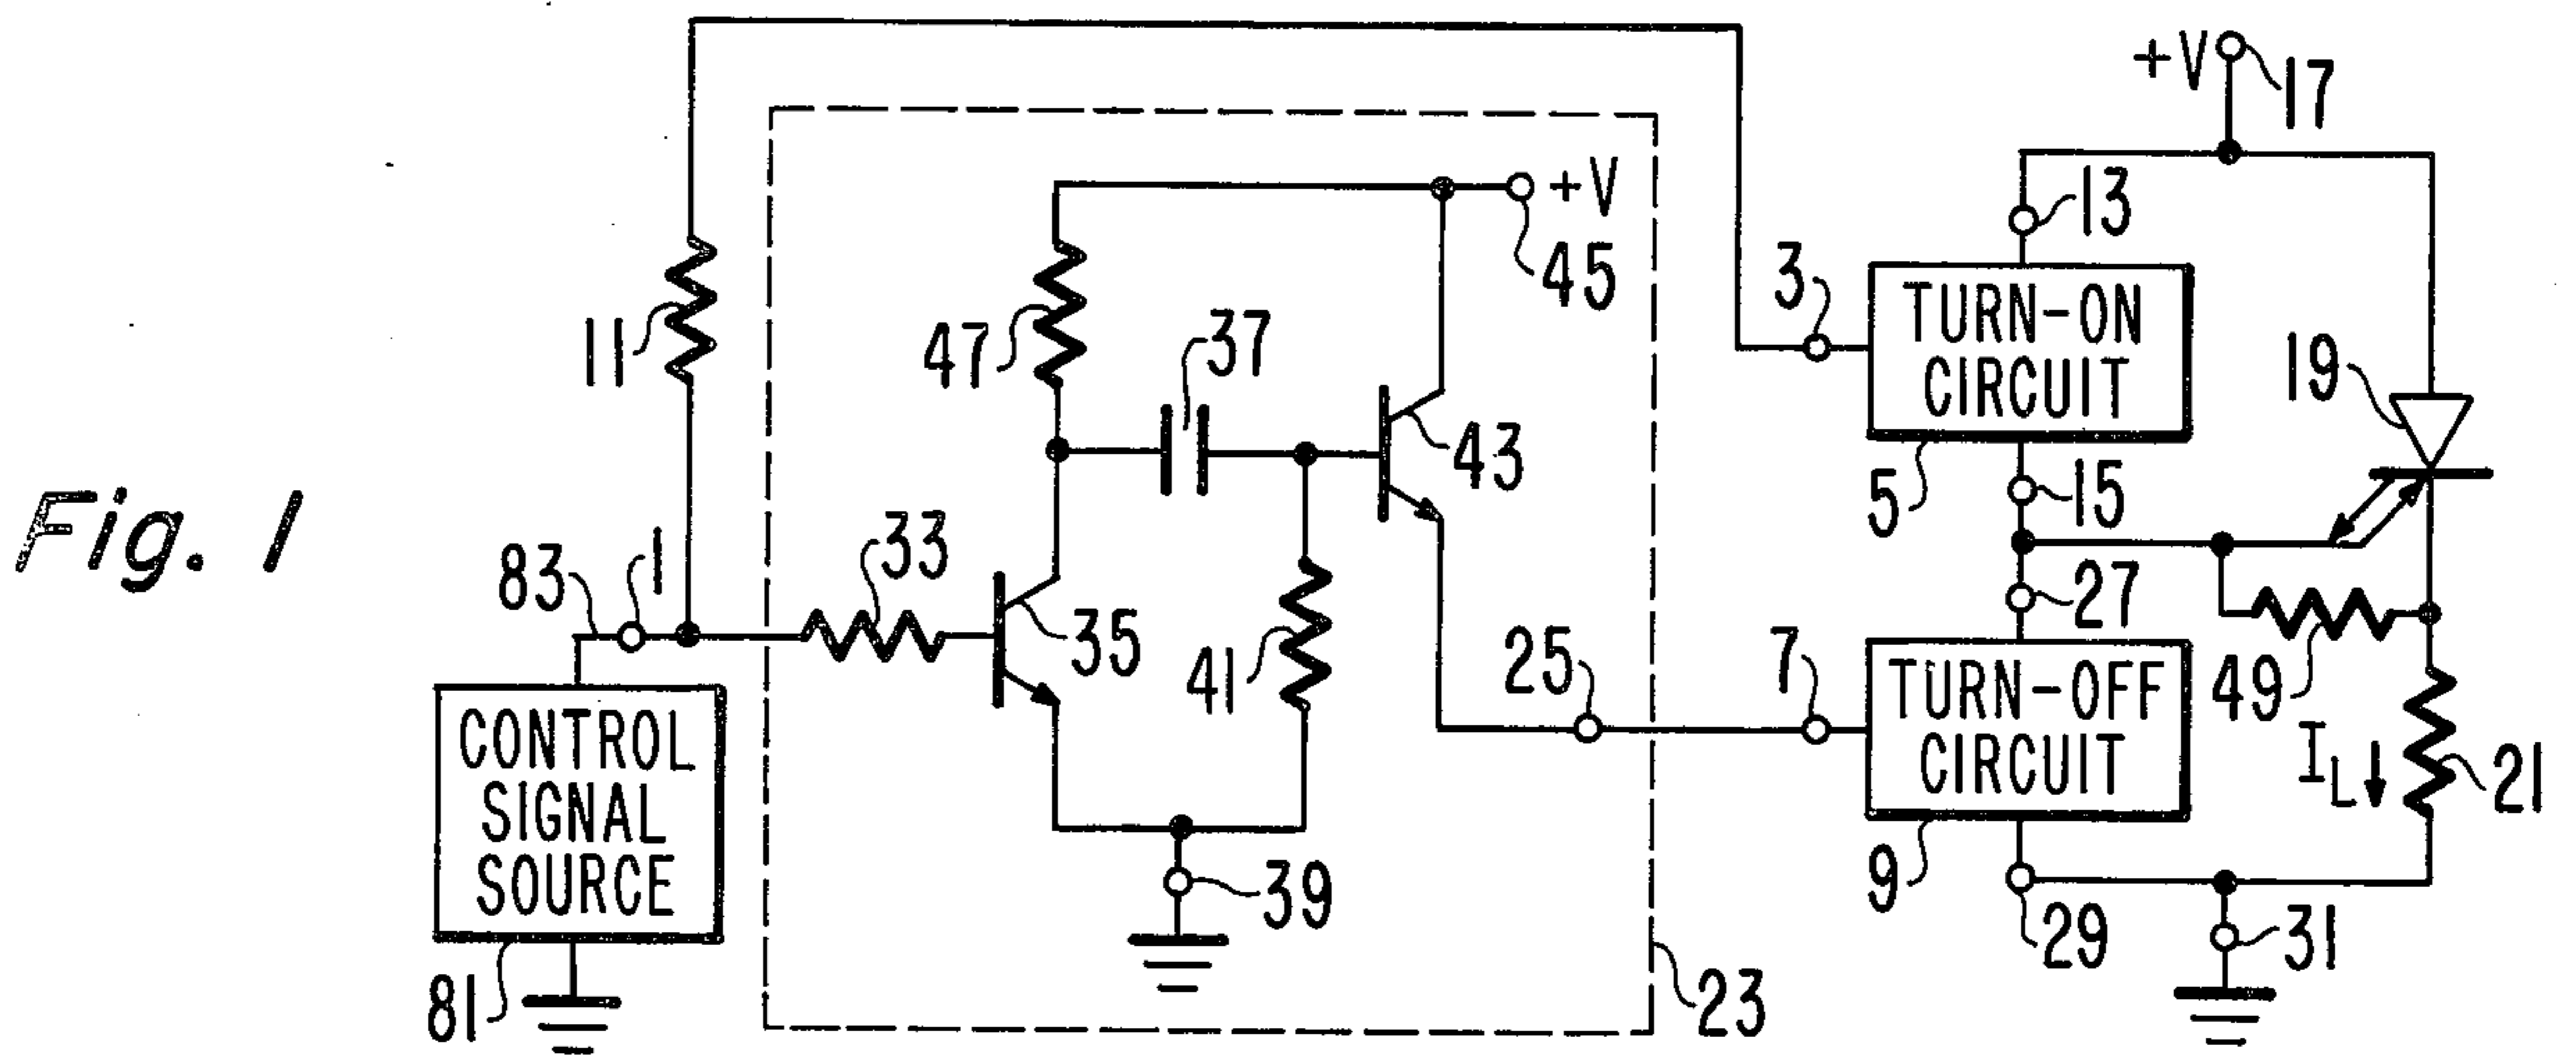 +V
17
13
+V
45
3
TURN-ON
CIRCUIT
19
11
47
37
43
5
15
Fig. 1
83
1
33
35
41
25
7
27
49
TURN-OFF
CIRCUIT
IL
21
CONTROL
SIGNAL
SOURCE
39
9
29
31
81
23